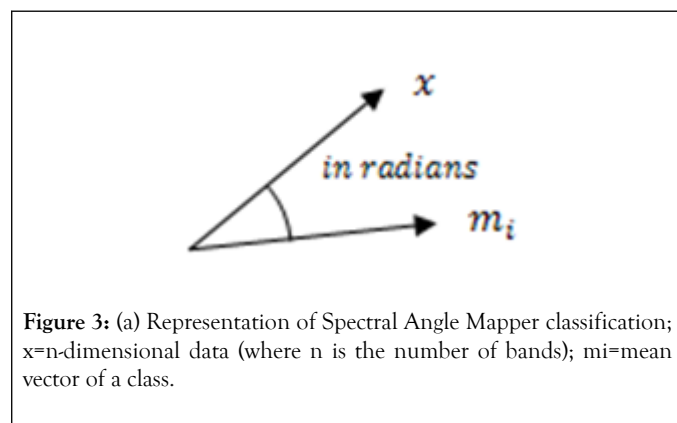 x
in radians
mᵢ
Figure 3: (a) Representation of Spectral Angle Mapper classification;
x=n-dimensional data (where n is the number of bands); mi=mean
vector of a class.